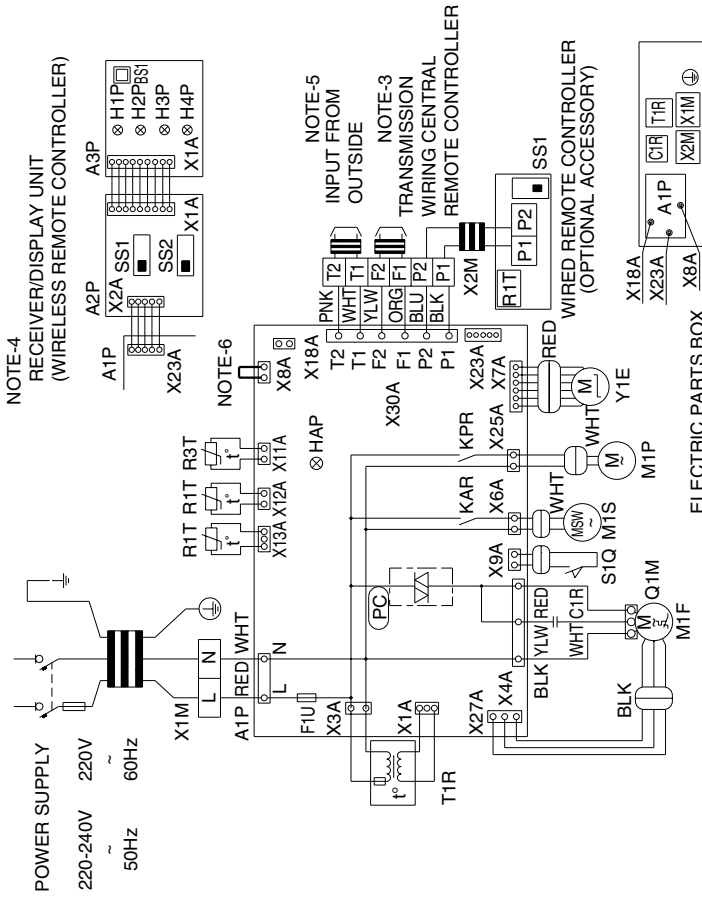 POWER SUPPLY
220-240V 220V
~ ~
50Hz 60Hz
L N
X1M
A1P RED WHT
L N
F1U
X3A
X1A
t°
T1R
X27A
X4A
BLK YLW RED
WHT C1R
BLK
M
Q1M
M1F
PC
R1T R1T R3T
t° t° t°
X13A X12A X11A
HAP
NOTE-6
X8A
X18A
X30A
T2
T1
F2
F1
P2
P1
X23A
X7A
X25A
X6A
X9A
KAR
KPR
S1Q
WHT
MSW
~
M1S
WHT
M
~
M1P
RED
M
Y1E
PNK
WHT
YLW
ORG
BLU
BLK
T2
T1
F2
F1
P2
P1
X2M
NOTE-5
INPUT FROM
OUTSIDE
NOTE-3
TRANSMISSION
WIRING CENTRAL
REMOTE CONTROLLER
R1T
P1 P2
SS1
WIRED REMOTE CONTROLLER
(OPTIONAL ACCESSORY)
NOTE-4
RECEIVER/DISPLAY UNIT
(WIRELESS REMOTE CONTROLLER)
A1P
X23A
A2P
X2A
SS1
SS2
X1A
A3P
BS1
H1P
H2P
H3P
H4P
X1A
X18A
X23A
X8A
A1P
C1R T1R
X2M X1M
ELECTRIC PARTS BOX